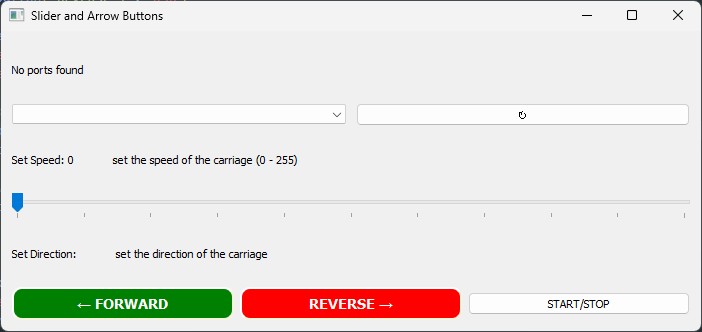 Slider and Arrow Buttons
No ports found
↻
Set Speed: 0 set the speed of the carriage (0 - 255)
Set Direction: set the direction of the carriage
← FORWARD REVERSE → START/STOP